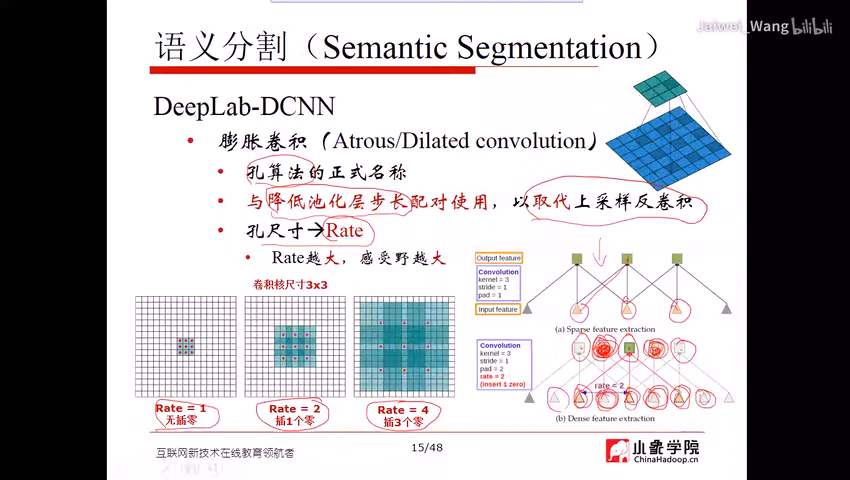 Jaiwei_Wang bilibili
语义分割（Semantic Segmentation）
DeepLab-DCNN
• 膨胀卷积（Atrous/Dilated convolution）
• 孔算法的正式名称
• 与降低池化层步长配对使用，以取代上采样反卷积
• 孔尺寸→Rate
• Rate越大，感受野越大
卷积核尺寸3x3
Rate = 1
无插零
Rate = 2
插1个零
Rate = 4
插3个零
Output feature
Convolution
kernel = 3
stride = 1
pad = 1
Input feature
(a) Sparse feature extraction
Convolution
kernel = 3
stride = 1
pad = 2
rate = 2
(insert 1 zero)
rate = 2
(b) Dense feature extraction
互联网新技术在线教育领航者
15/48
小象学院
ChinaHadoop.cn